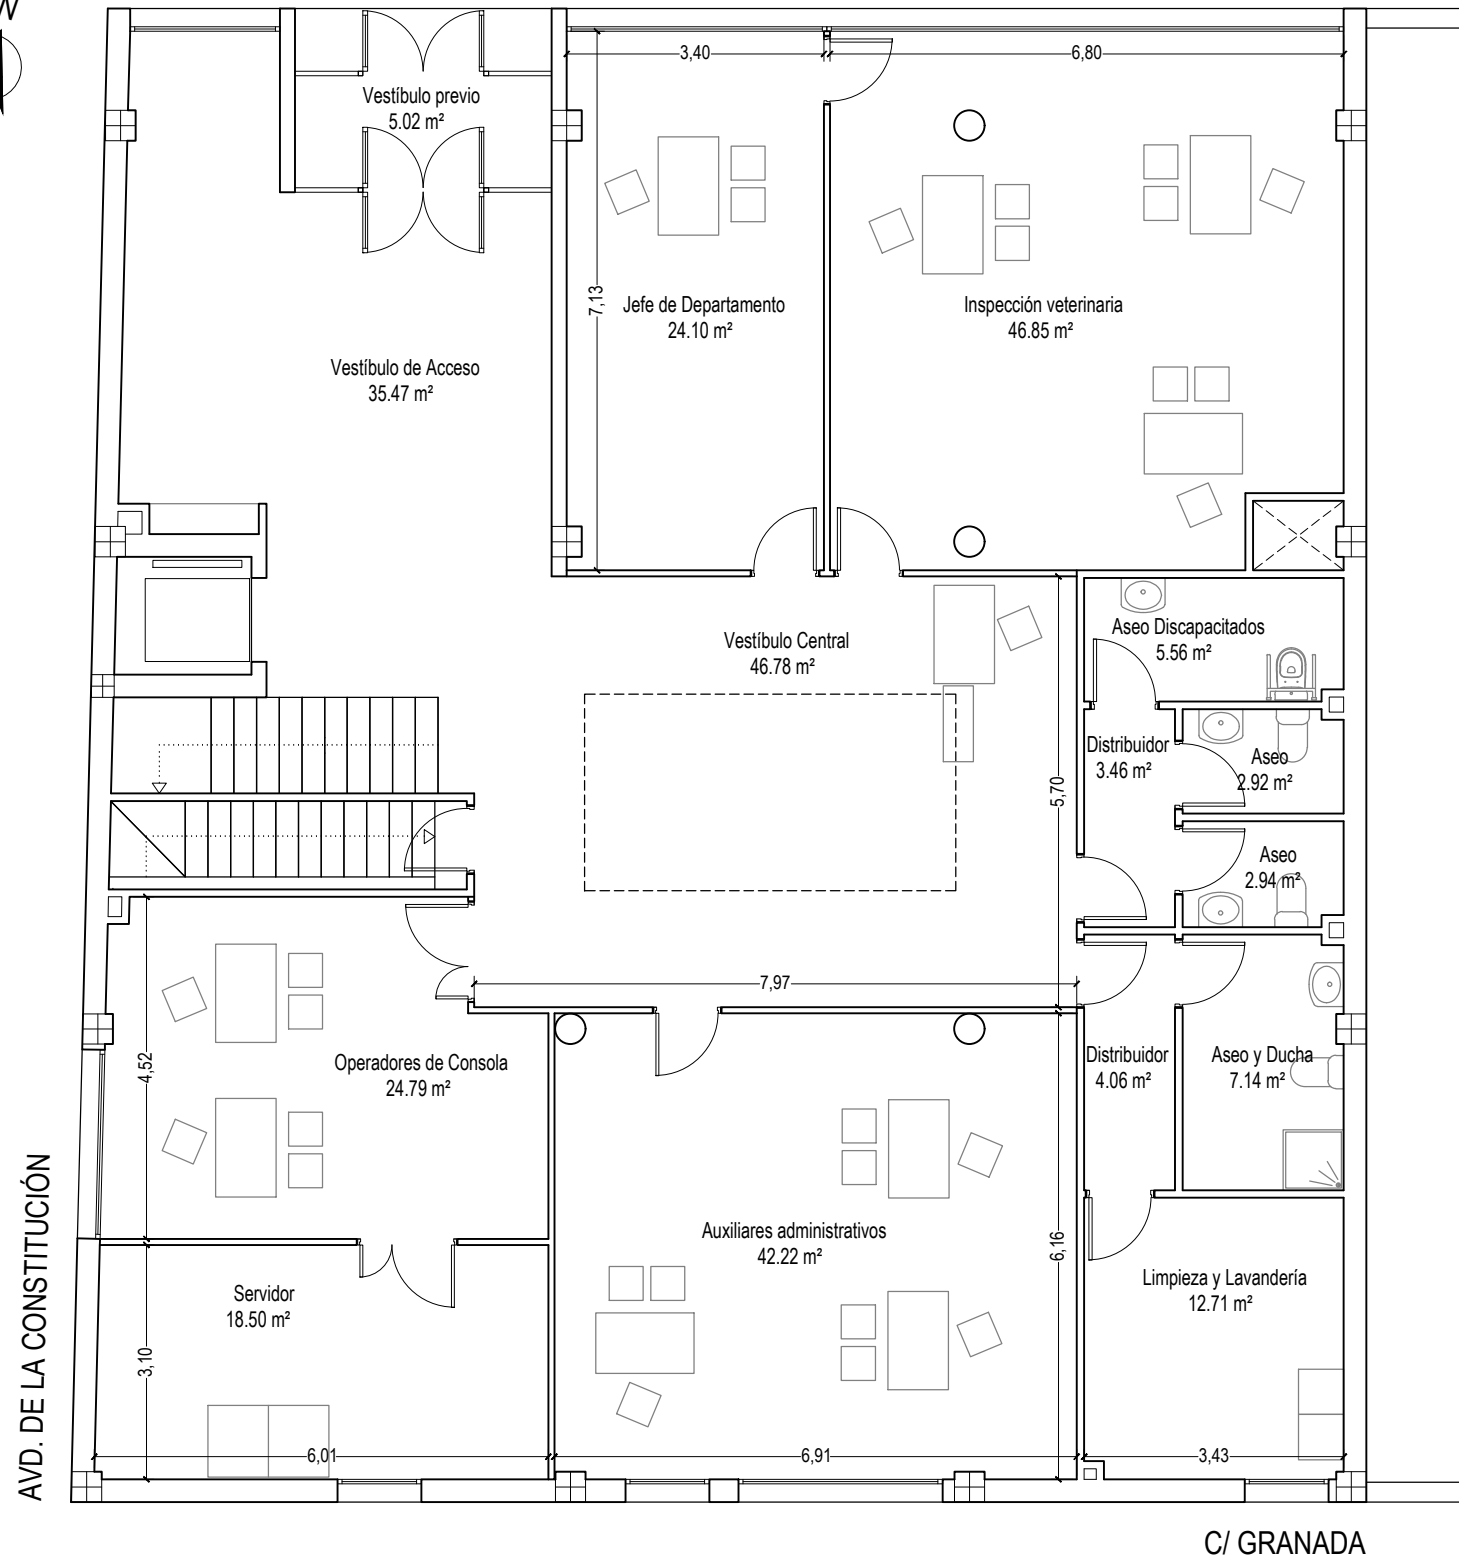 N
3,40
6,80
Vestíbulo previo
5.02 m²
7,13
Jefe de Departamento
24.10 m²
Inspección veterinaria
46.85 m²
Vestíbulo de Acceso
35.47 m²
Vestíbulo Central
46.78 m²
Aseo Discapacitados
5.56 m²
Distribuidor
3.46 m²
Aseo
2.92 m²
5,70
Aseo
2.94 m²
7,97
4,52
Operadores de Consola
24.79 m²
Distribuidor
4.06 m²
Aseo y Ducha
7.14 m²
Auxiliares administrativos
42.22 m²
6,16
Servidor
18.50 m²
Limpieza y Lavandería
12.71 m²
3,10
6,01
6,91
3,43
AVD. DE LA CONSTITUCIÓN
C/ GRANADA